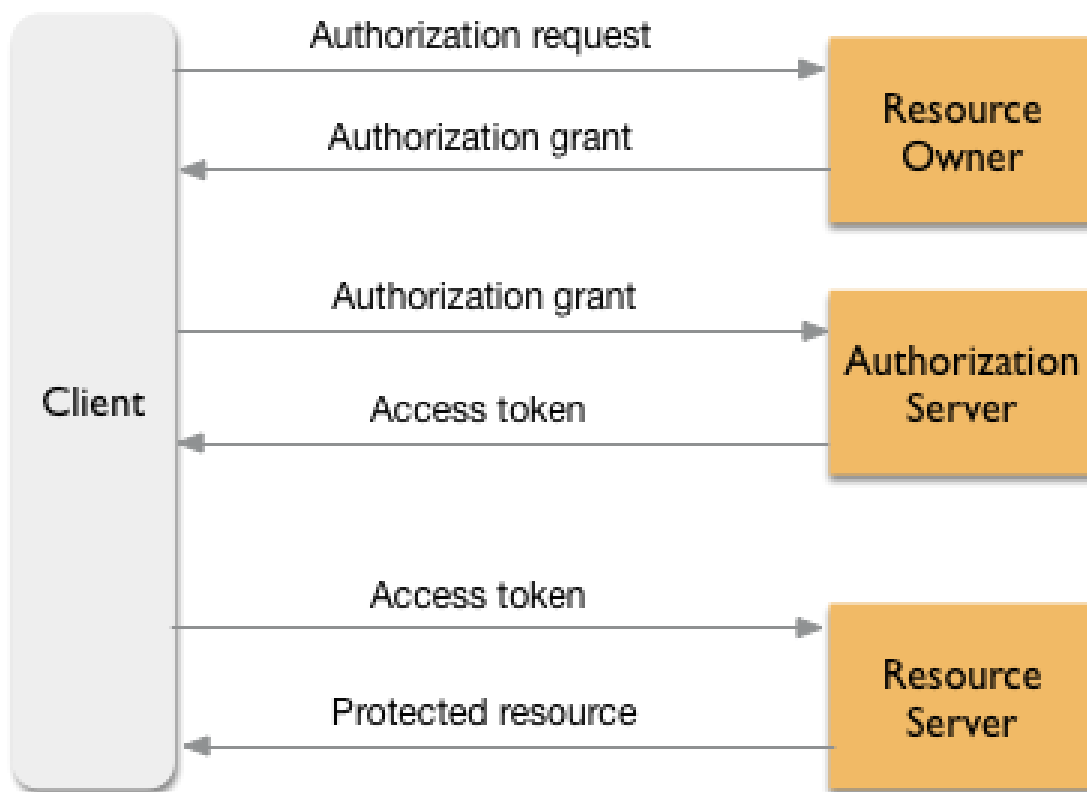 Authorization request
Resource
Owner
Authorization grant
Authorization grant
Authorization
Server
Client
Access token
Access token
Resource
Server
Protected resource